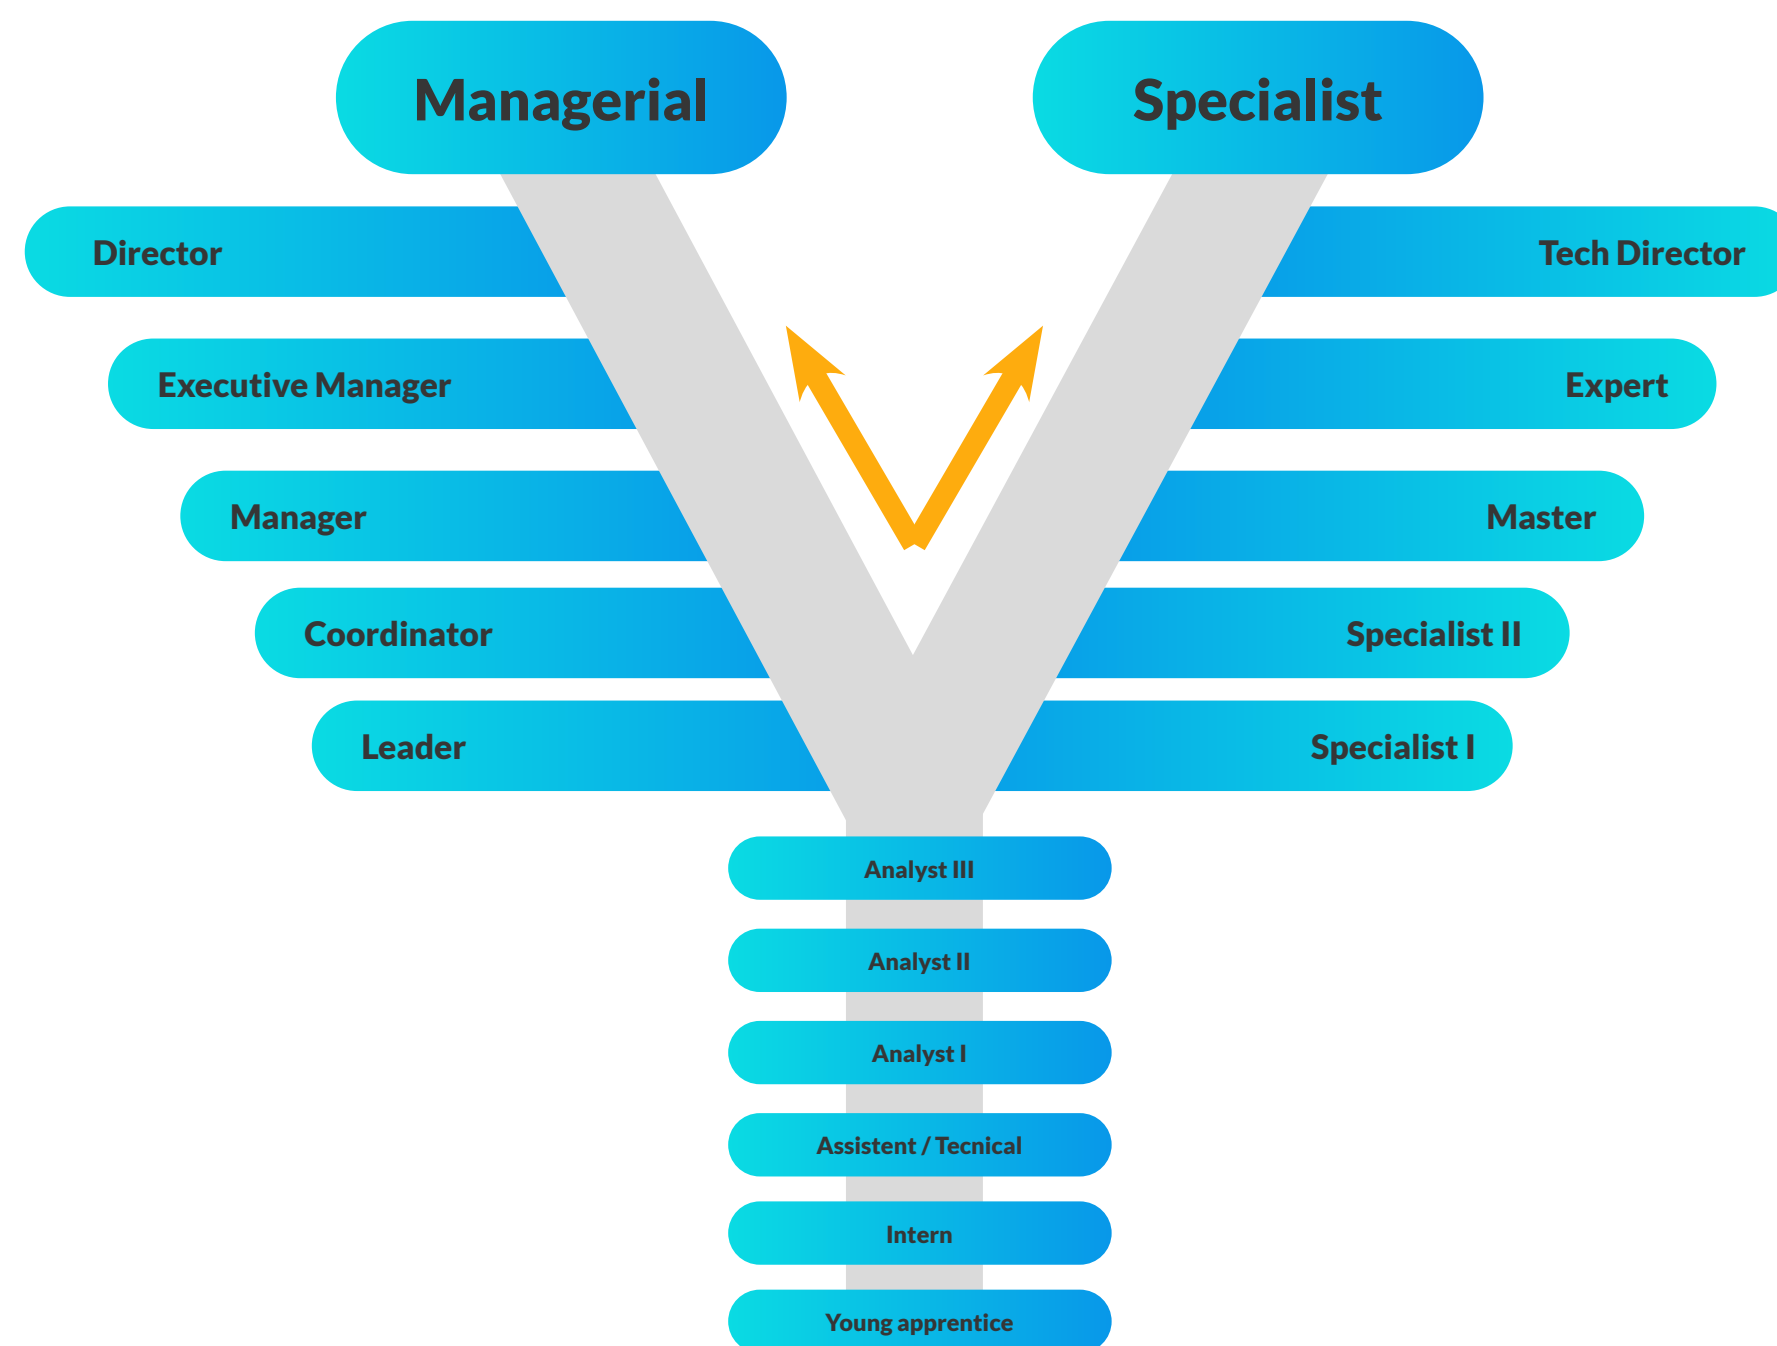 Managerial
Specialist
Director
Tech Director
Executive Manager
Expert
Manager
Master
Coordinator
Specialist II
Leader
Specialist I
Analyst III
Analyst II
Analyst I
Assistent / Tecnical
Intern
Young apprentice